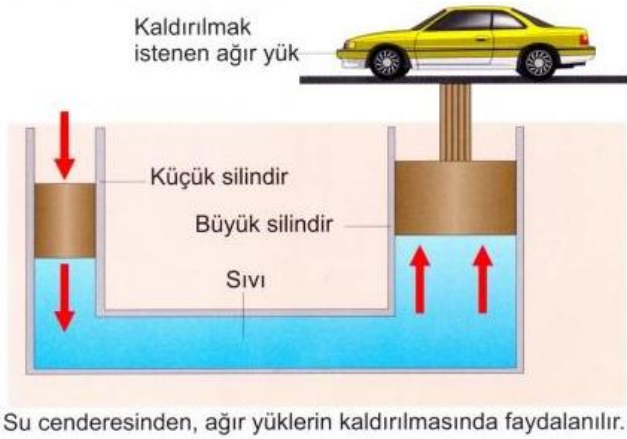 Kaldırılmak
istenen ağır yük
Küçük silindir
Büyük silindir
Sıvı
Su cenderesinden, ağır yüklerin kaldırılmasında faydalanılır.